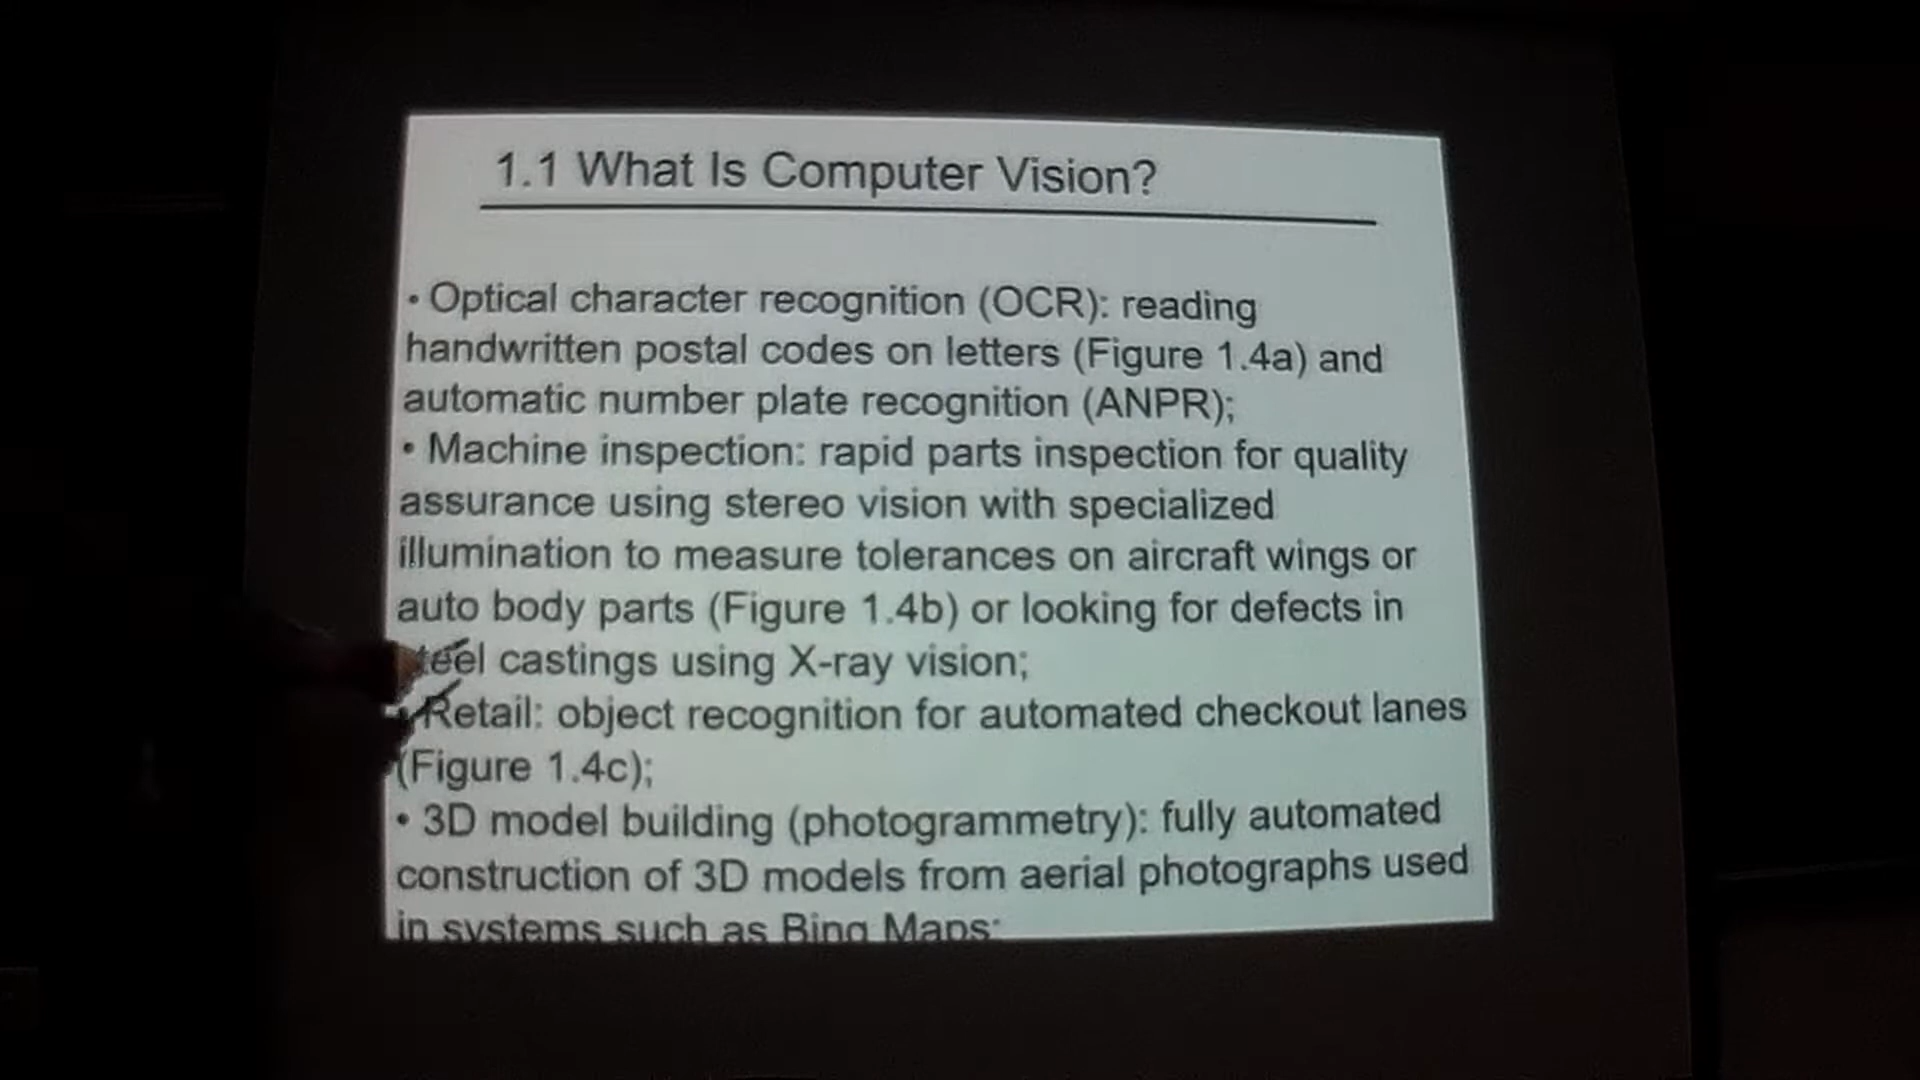 1.1 What Is Computer Vision?
• Optical character recognition (OCR): reading
handwritten postal codes on letters (Figure 1.4a) and
automatic number plate recognition (ANPR);
• Machine inspection: rapid parts inspection for quality
assurance using stereo vision with specialized
illumination to measure tolerances on aircraft wings or
auto body parts (Figure 1.4b) or looking for defects in
steel castings using X-ray vision;
Retail: object recognition for automated checkout lanes
(Figure 1.4c);
• 3D model building (photogrammetry): fully automated
construction of 3D models from aerial photographs used
in systems such as Bing Maps;